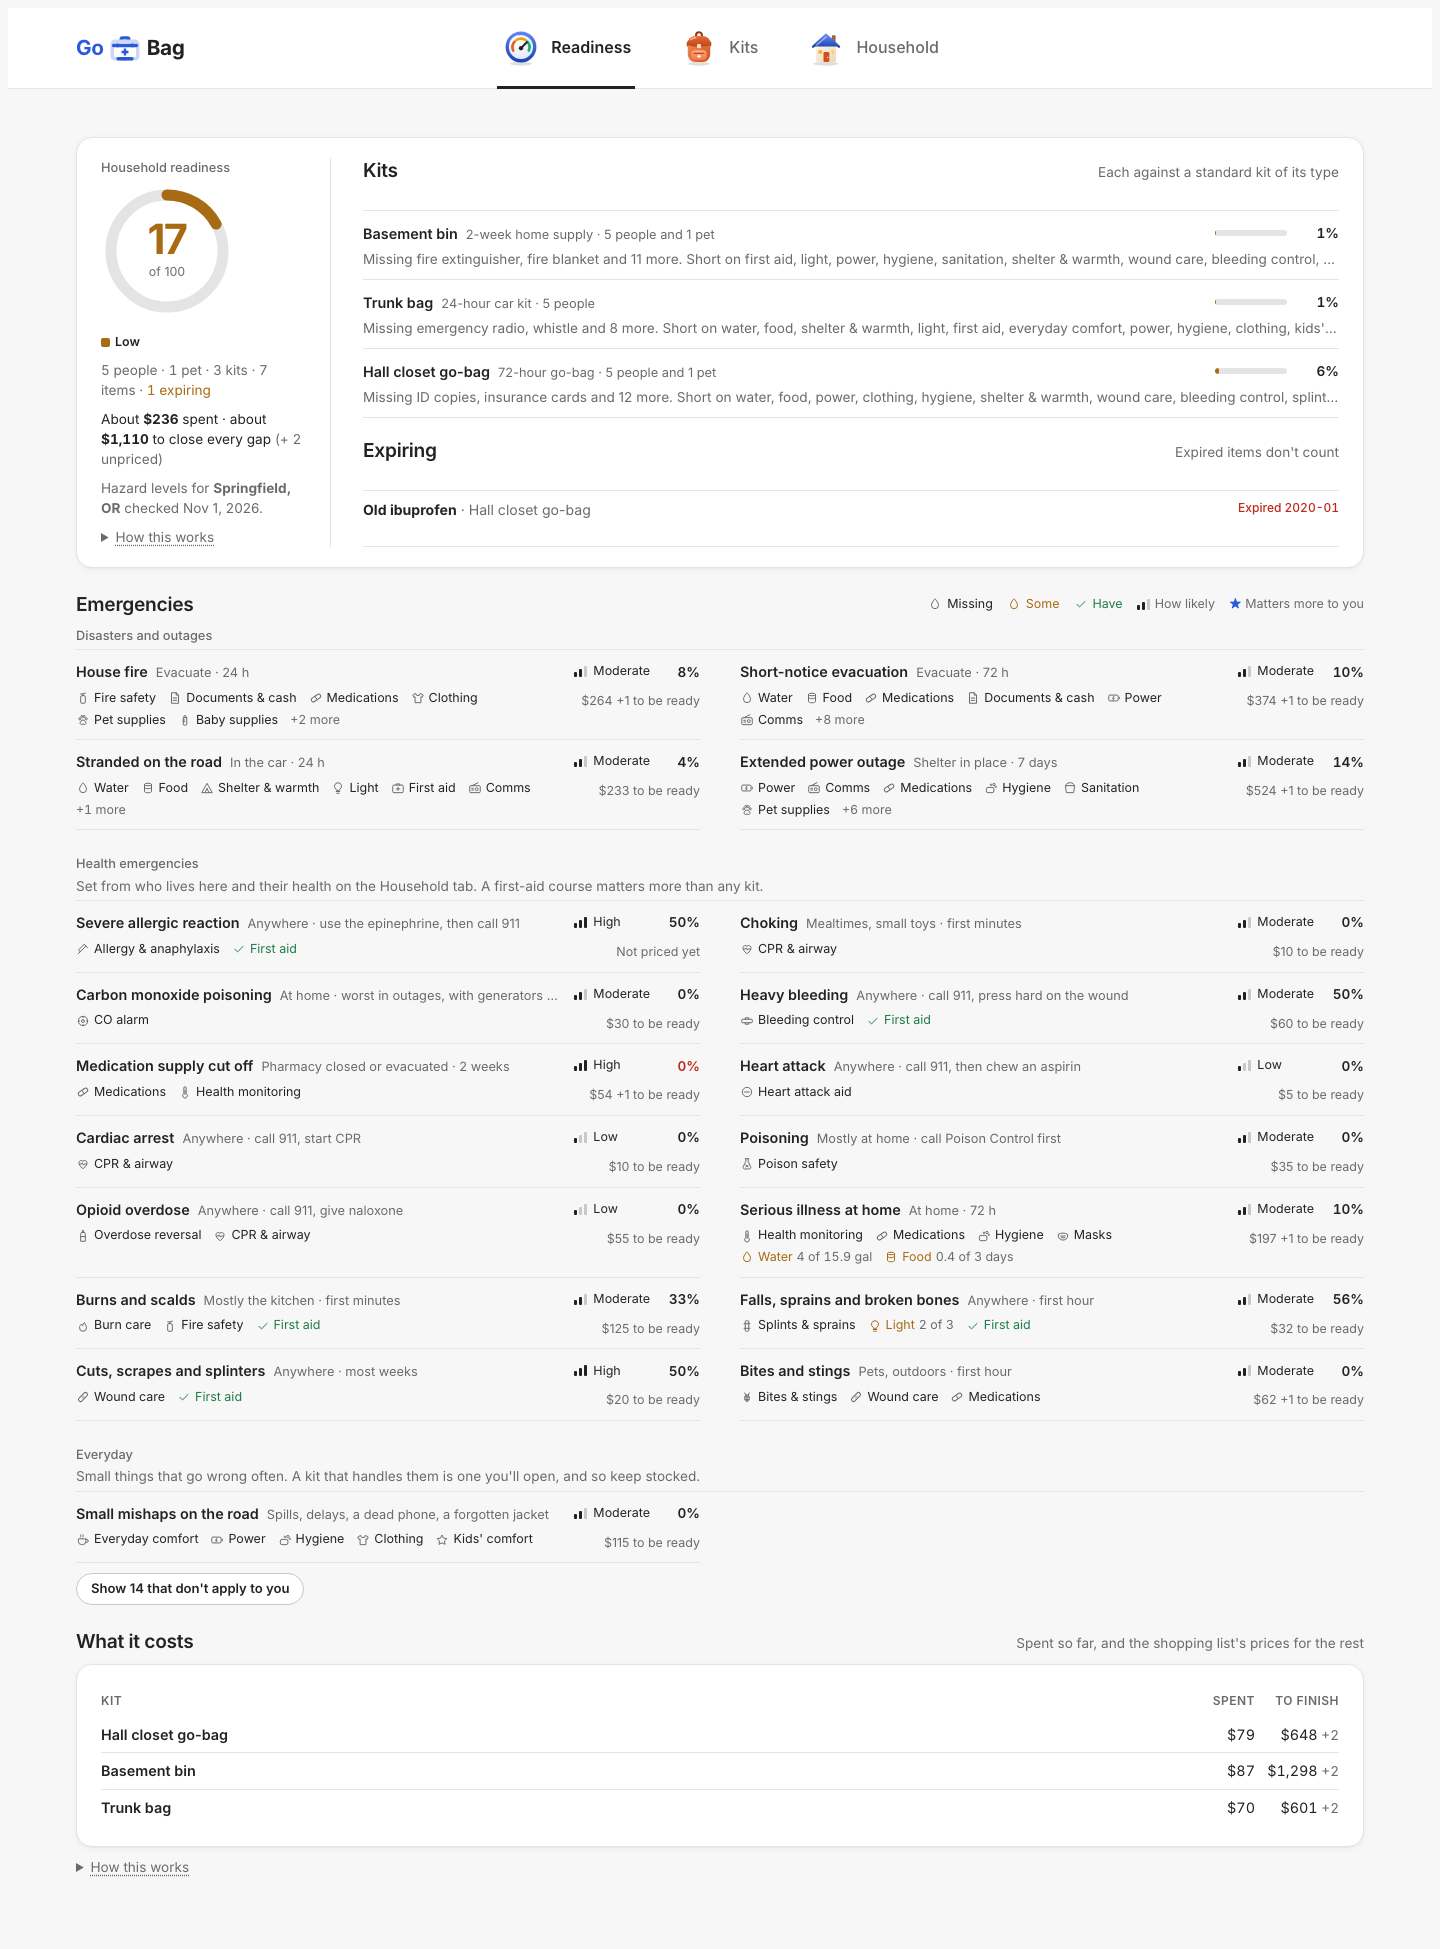 Go Bag
Readiness Kits Household
Household readiness
17
of 100
Low
5 people · 1 pet · 3 kits · 7
items · 1 expiring
About $236 spent · about
$1,110 to close every gap (+ 2
unpriced)
Hazard levels for Springfield,
OR checked Nov 1, 2026.
How this works
Kits Each against a standard kit of its type
Basement bin 2-week home supply · 5 people and 1 pet 1%
Missing fire extinguisher, fire blanket and 11 more. Short on first aid, light, power, hygiene, sanitation, shelter & warmth, wound care, bleeding control, ...
Trunk bag 24-hour car kit · 5 people 1%
Missing emergency radio, whistle and 8 more. Short on water, food, shelter & warmth, light, first aid, everyday comfort, power, hygiene, clothing, kids'...
Hall closet go-bag 72-hour go-bag · 5 people and 1 pet 6%
Missing ID copies, insurance cards and 12 more. Short on water, food, power, clothing, hygiene, shelter & warmth, wound care, bleeding control, splint...
Expiring Expired items don't count
Old ibuprofen · Hall closet go-bag Expired 2020-01
Emergencies Missing Some Have How likely Matters more to you
Disasters and outages
House fire Evacuate · 24 h Moderate 8%
Fire safety Documents & cash Medications Clothing $264 +1 to be ready
Pet supplies Baby supplies +2 more
Short-notice evacuation Evacuate · 72 h Moderate 10%
Water Food Medications Documents & cash Power $374 +1 to be ready
Comms +8 more
Stranded on the road In the car · 24 h Moderate 4%
Water Food Shelter & warmth Light First aid Comms $233 to be ready
+1 more
Extended power outage Shelter in place · 7 days Moderate 14%
Power Comms Medications Hygiene Sanitation $524 +1 to be ready
Pet supplies +6 more
Health emergencies
Set from who lives here and their health on the Household tab. A first-aid course matters more than any kit.
Severe allergic reaction Anywhere · use the epinephrine, then call 911 High 50%
Allergy & anaphylaxis First aid Not priced yet
Choking Mealtimes, small toys · first minutes Moderate 0%
CPR & airway $10 to be ready
Carbon monoxide poisoning At home · worst in outages, with generators ... Moderate 0%
CO alarm $30 to be ready
Heavy bleeding Anywhere · call 911, press hard on the wound Moderate 50%
Bleeding control First aid $60 to be ready
Medication supply cut off Pharmacy closed or evacuated · 2 weeks High 0%
Medications Health monitoring $54 +1 to be ready
Heart attack Anywhere · call 911, then chew an aspirin Low 0%
Heart attack aid $5 to be ready
Cardiac arrest Anywhere · call 911, start CPR Low 0%
CPR & airway $10 to be ready
Poisoning Mostly at home · call Poison Control first Moderate 0%
Poison safety $35 to be ready
Opioid overdose Anywhere · call 911, give naloxone Low 0%
Overdose reversal CPR & airway $55 to be ready
Serious illness at home At home · 72 h Moderate 10%
Health monitoring Medications Hygiene Masks $197 +1 to be ready
Water 4 of 15.9 gal Food 0.4 of 3 days
Burns and scalds Mostly the kitchen · first minutes Moderate 33%
Burn care Fire safety First aid $125 to be ready
Falls, sprains and broken bones Anywhere · first hour Moderate 56%
Splints & sprains Light 2 of 3 First aid $32 to be ready
Cuts, scrapes and splinters Anywhere · most weeks High 50%
Wound care First aid $20 to be ready
Bites and stings Pets, outdoors · first hour Moderate 0%
Bites & stings Wound care Medications $62 +1 to be ready
Everyday
Small things that go wrong often. A kit that handles them is one you'll open, and so keep stocked.
Small mishaps on the road Spills, delays, a dead phone, a forgotten jacket Moderate 0%
Everyday comfort Power Hygiene Clothing Kids' comfort $115 to be ready
Show 14 that don't apply to you
What it costs Spent so far, and the shopping list's prices for the rest
KIT SPENT TO FINISH
Hall closet go-bag $79 $648 +2
Basement bin $87 $1,298 +2
Trunk bag $70 $601 +2
How this works